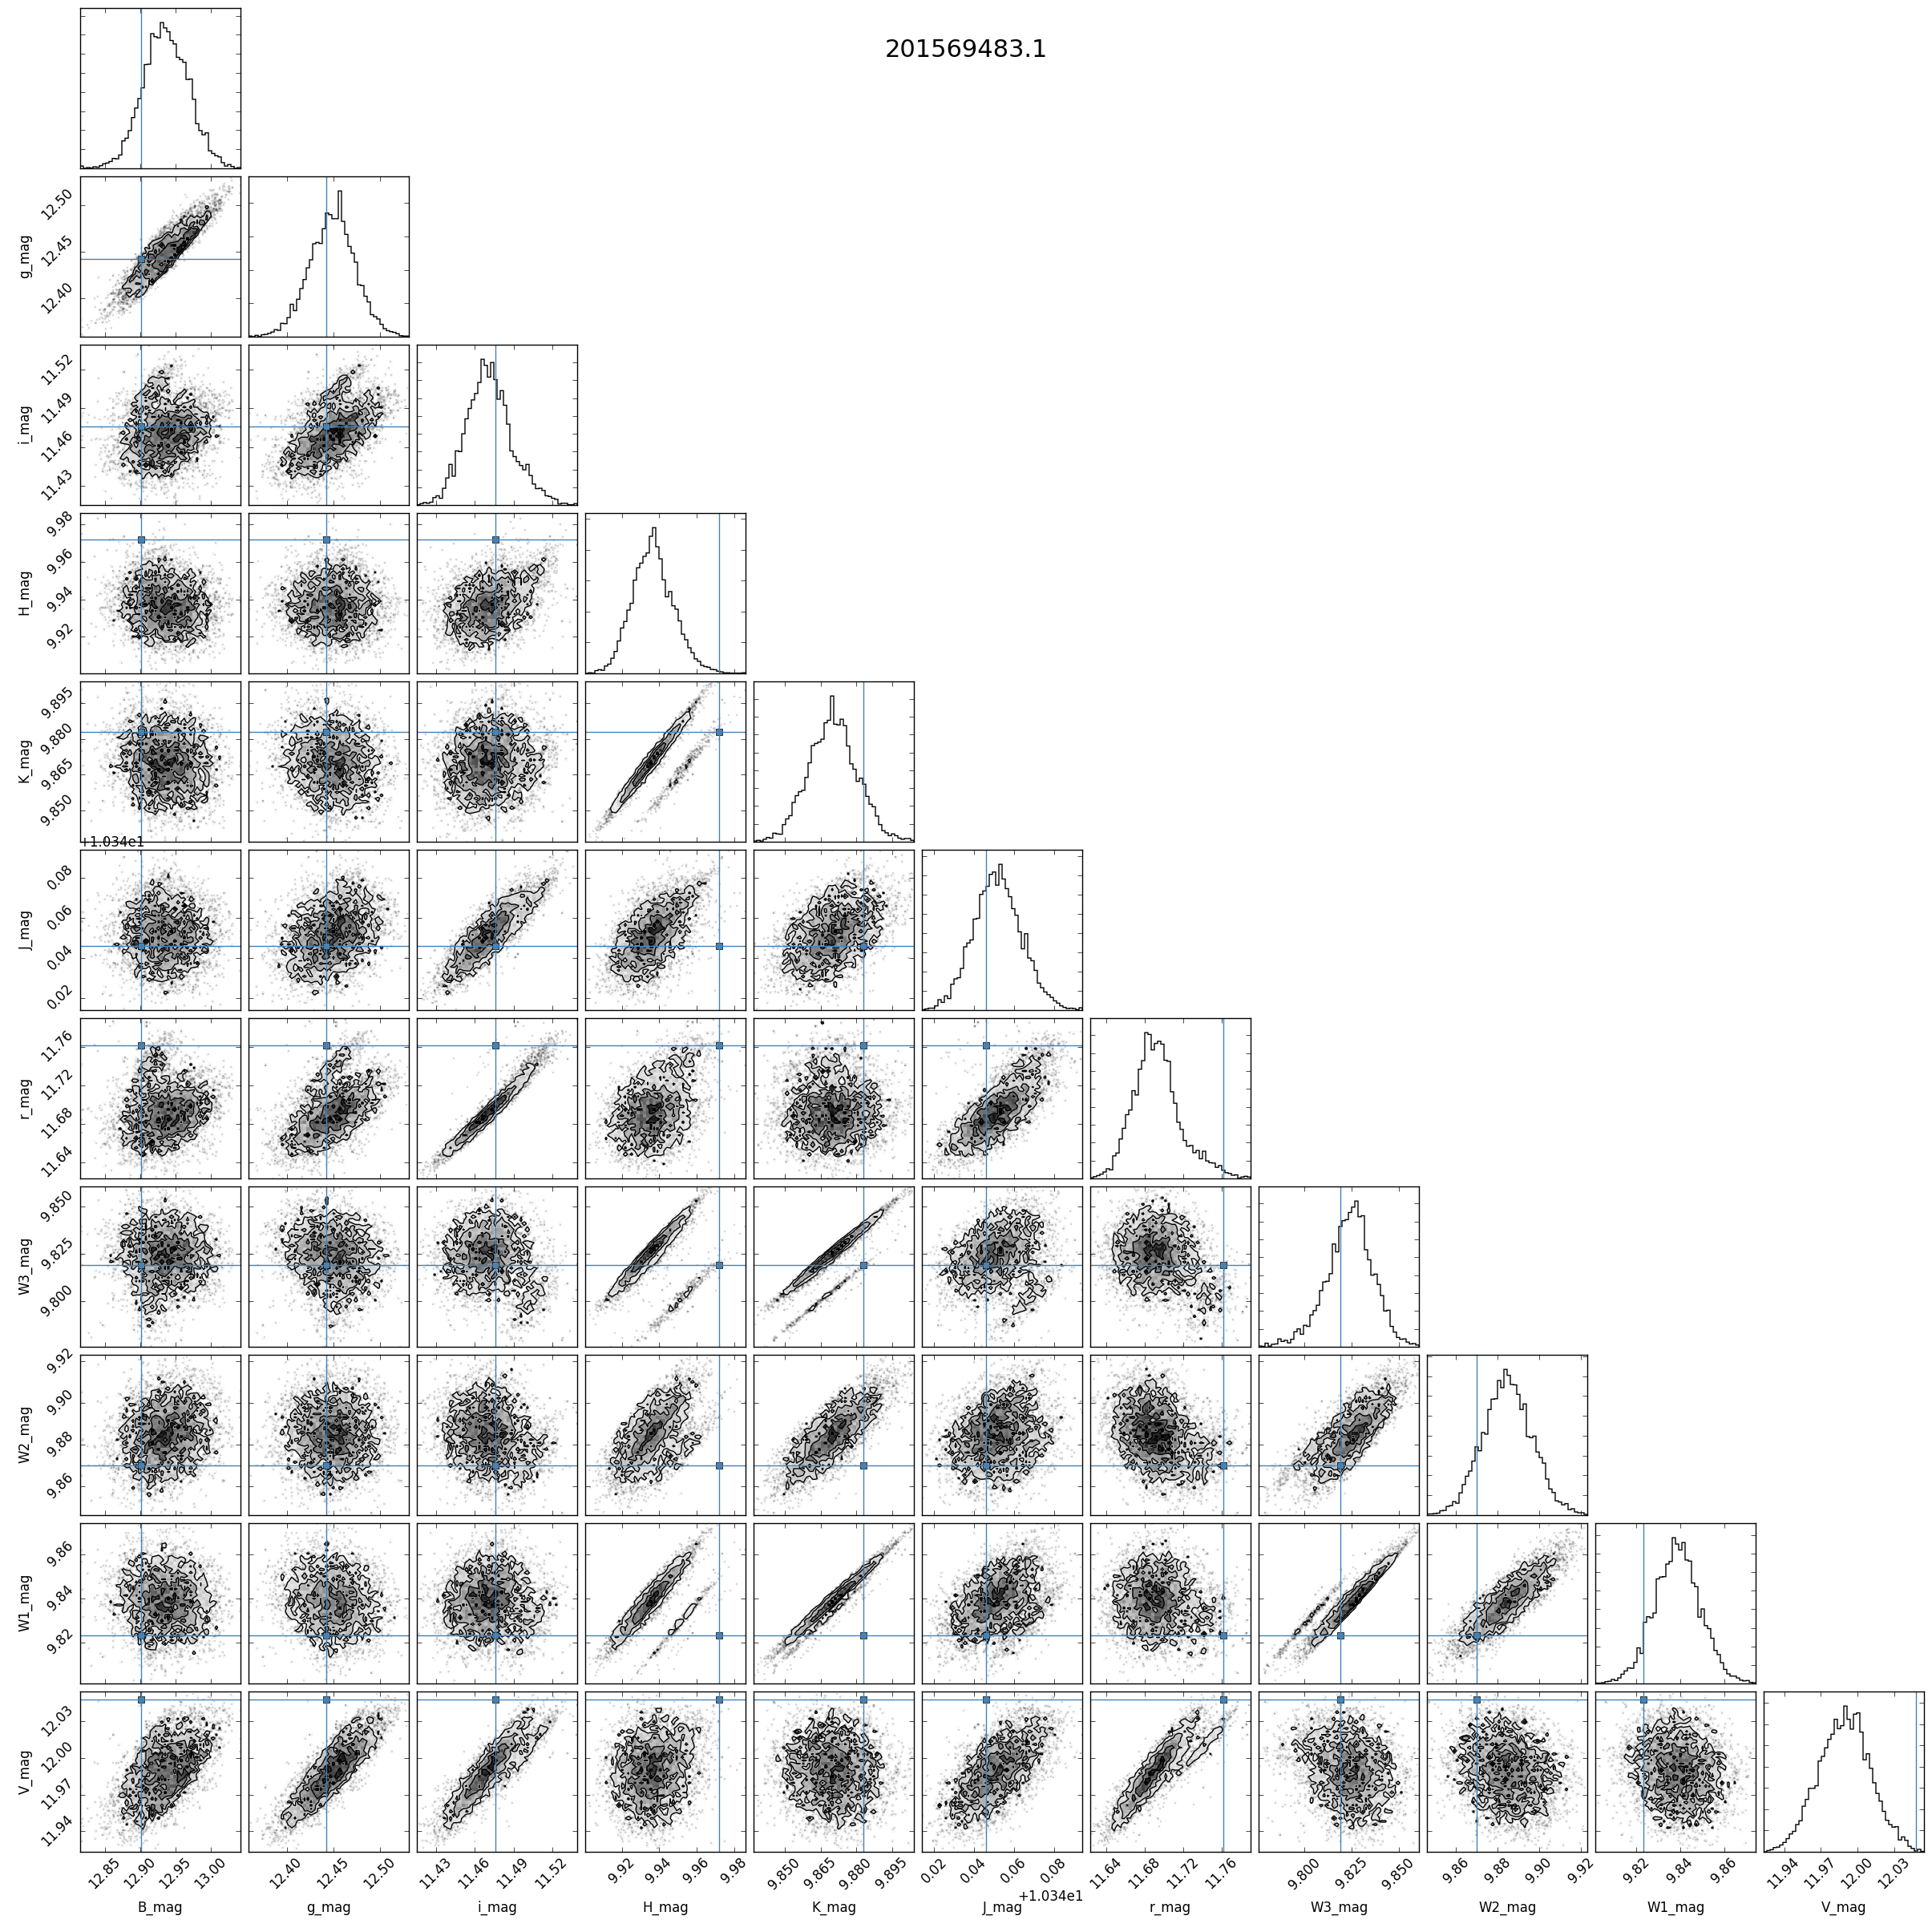 201569483.1
g_mag
12.50
12.45
12.40
i_mag
11.52
11.49
11.46
11.43
H_mag
9.98
9.96
9.94
9.92
K_mag
9.895
9.880
9.865
9.850
+1.034e1
J_mag
0.08
0.06
0.04
0.02
r_mag
11.76
11.72
11.68
11.64
W3_mag
9.850
9.825
9.800
W2_mag
9.92
9.90
9.88
9.86
W1_mag
9.86
9.84
9.82
V_mag
12.03
12.00
11.97
11.94
12.85 12.90 12.95 13.00 12.40 12.45 12.50 11.43 11.46 11.49 11.52 9.92 9.94 9.96 9.98 9.850 9.865 9.880 9.895 0.02 0.04 0.06 0.08 11.64 11.68 11.72 11.76 9.800 9.825 9.850 9.86 9.88 9.90 9.92 9.82 9.84 9.86 11.94 11.97 12.00 12.03
+1.034e1
B_mag g_mag i_mag H_mag K_mag J_mag r_mag W3_mag W2_mag W1_mag V_mag